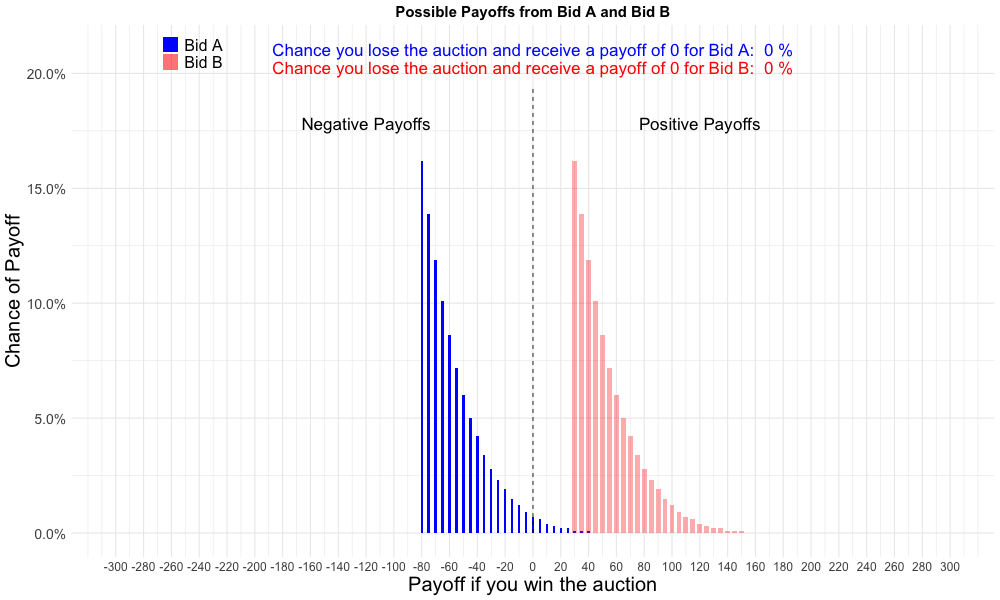 Possible Payoffs from Bid A and Bid B
Bid A
Bid B
Chance you lose the auction and receive a payoff of 0 for Bid A:  0 %
Chance you lose the auction and receive a payoff of 0 for Bid B:  0 %
Negative Payoffs
Positive Payoffs
Chance of Payoff
20.0%
15.0%
10.0%
5.0%
0.0%
-300 -280 -260 -240 -220 -200 -180 -160 -140 -120 -100 -80 -60 -40 -20 0 20 40 60 80 100 120 140 160 180 200 220 240 260 280 300
Payoff if you win the auction